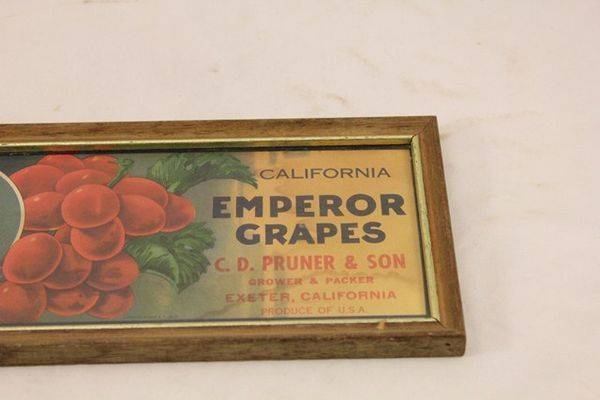 CALIFORNIA
EMPEROR
GRAPES
C. D. PRUNER & SON
GROWER & PACKER
EXETER, CALIFORNIA
PRODUCE OF U.S.A.